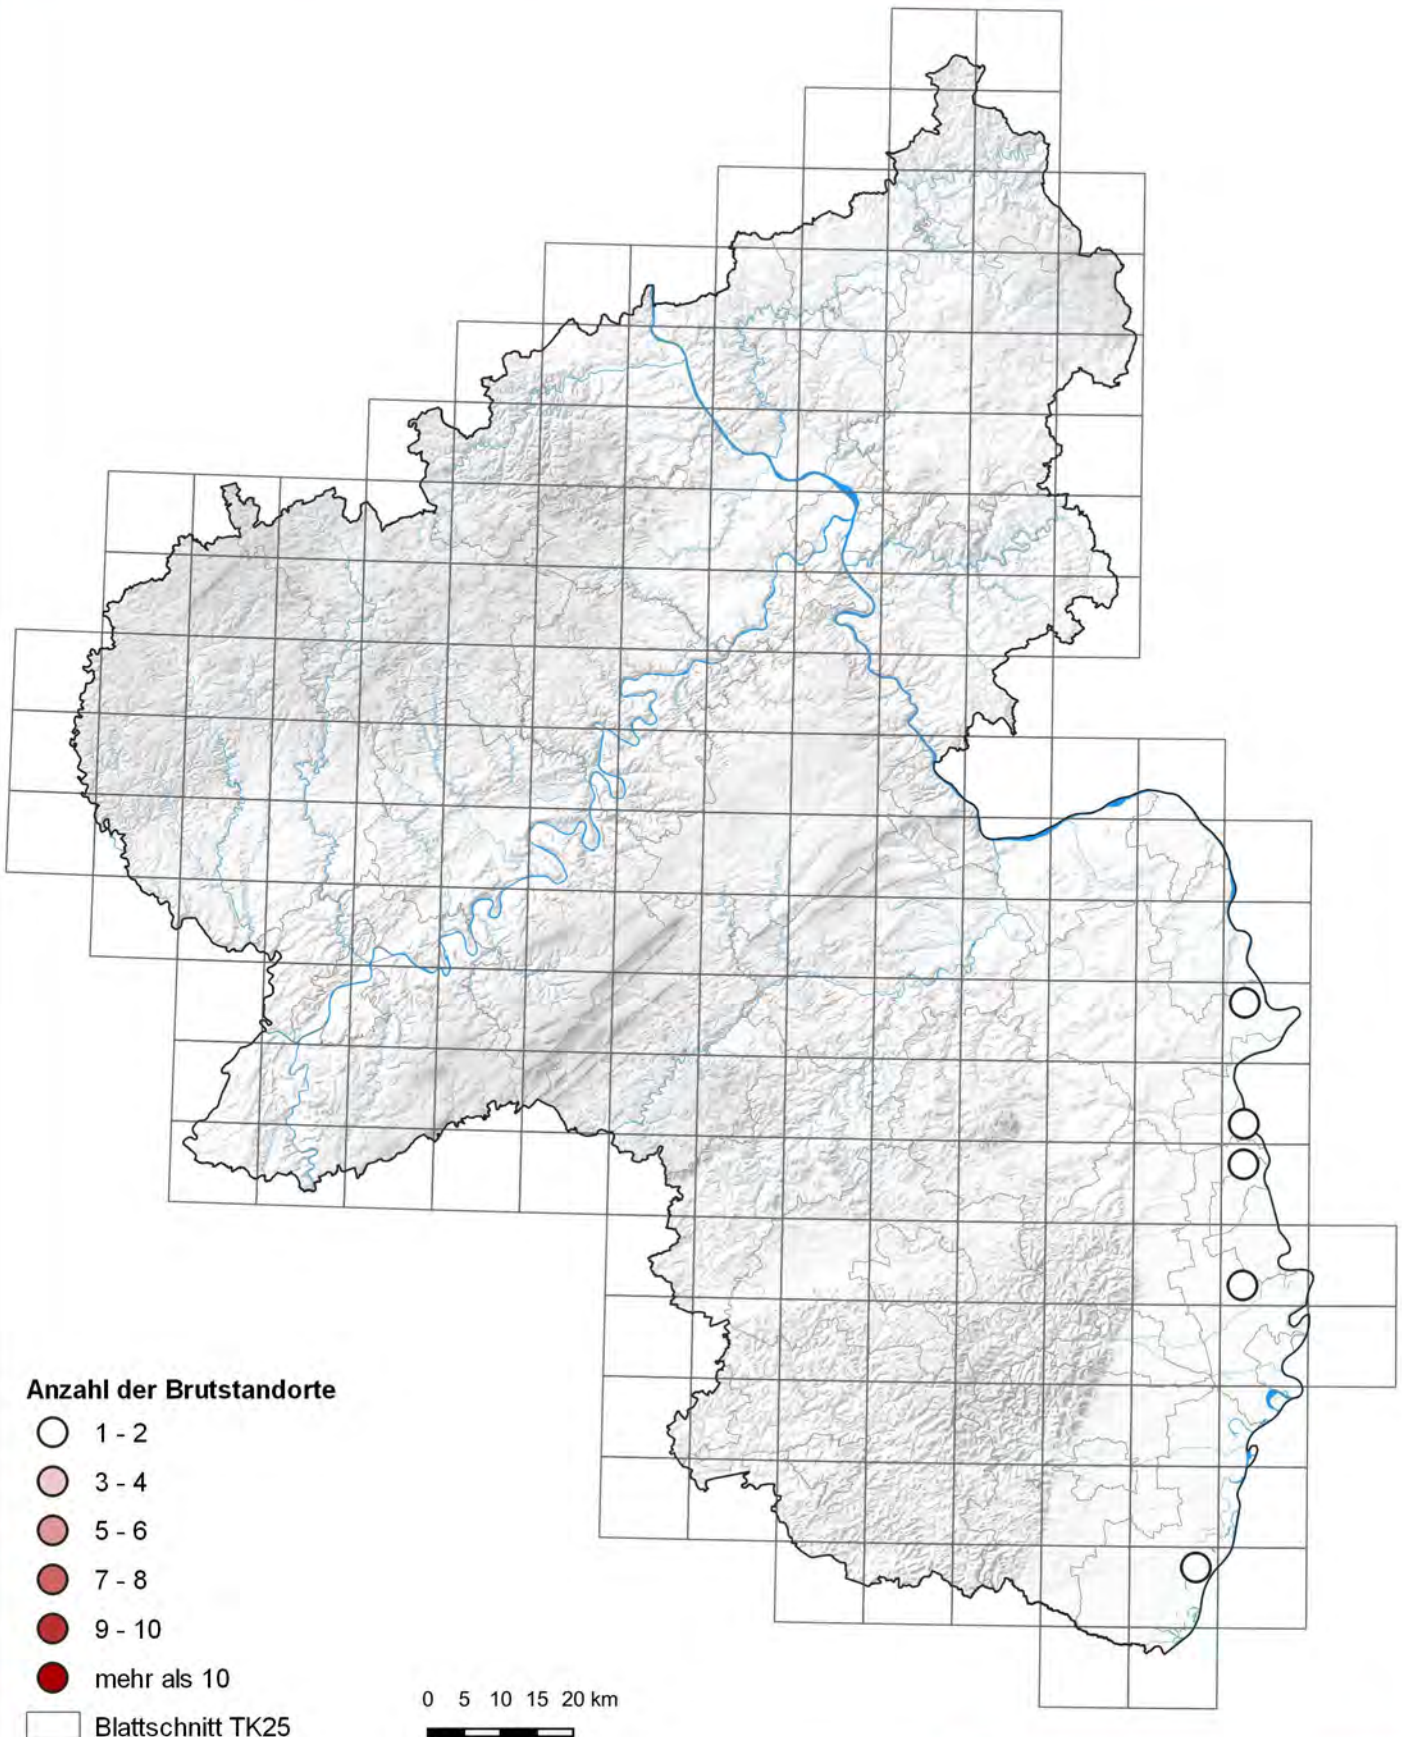 Anzahl der Brutstandorte
1 - 2
3 - 4
5 - 6
7 - 8
9 - 10
mehr als 10
Blattschnitt TK25
0 5 10 15 20 km